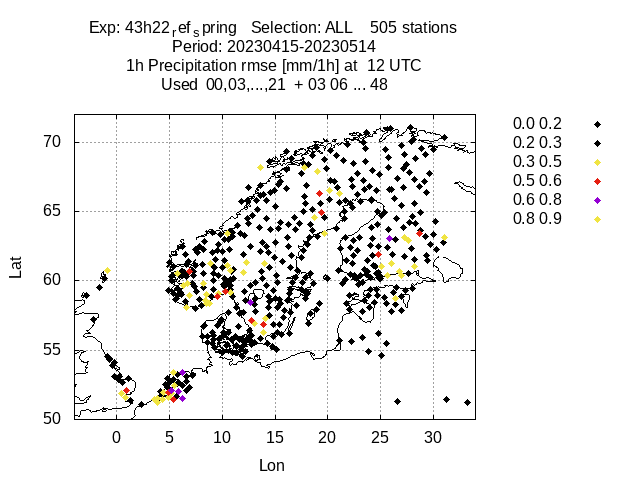 Exp: 43h22ref spring Selection: ALL 505 stations
Period: 20230415-20230514
1h Precipitation rmse [mm/1h] at 12 UTC
Used 00,03,...,21 + 03 06 ... 48
0.0 0.2
0.2 0.3
0.3 0.5
0.5 0.6
0.6 0.8
0.8 0.9
70
65
60
55
50
Lat
0 5 10 15 20 25 30
Lon